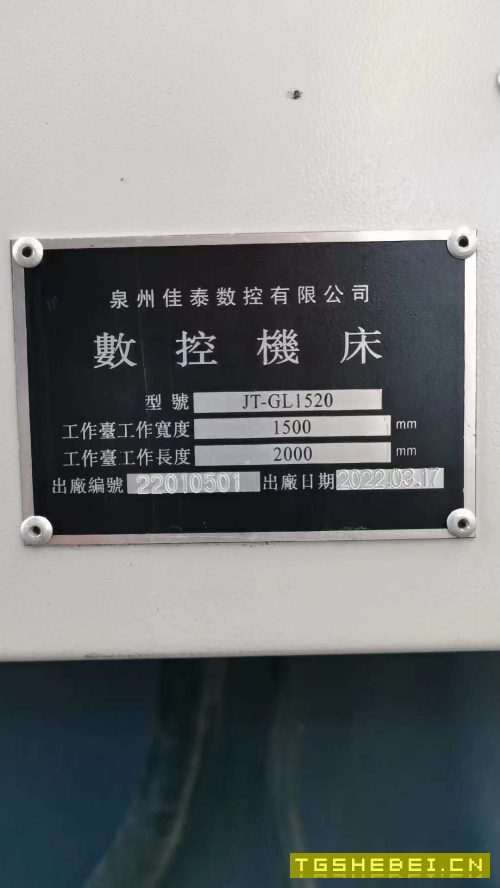 泉州佳泰数控有限公司
數控機床
型號 JT-GL1520
工作臺工作寬度 1500 mm
工作臺工作長度 2000 mm
出廠編號 22010501 出廠日期 2022.03.17
TGSHEBEI.CN